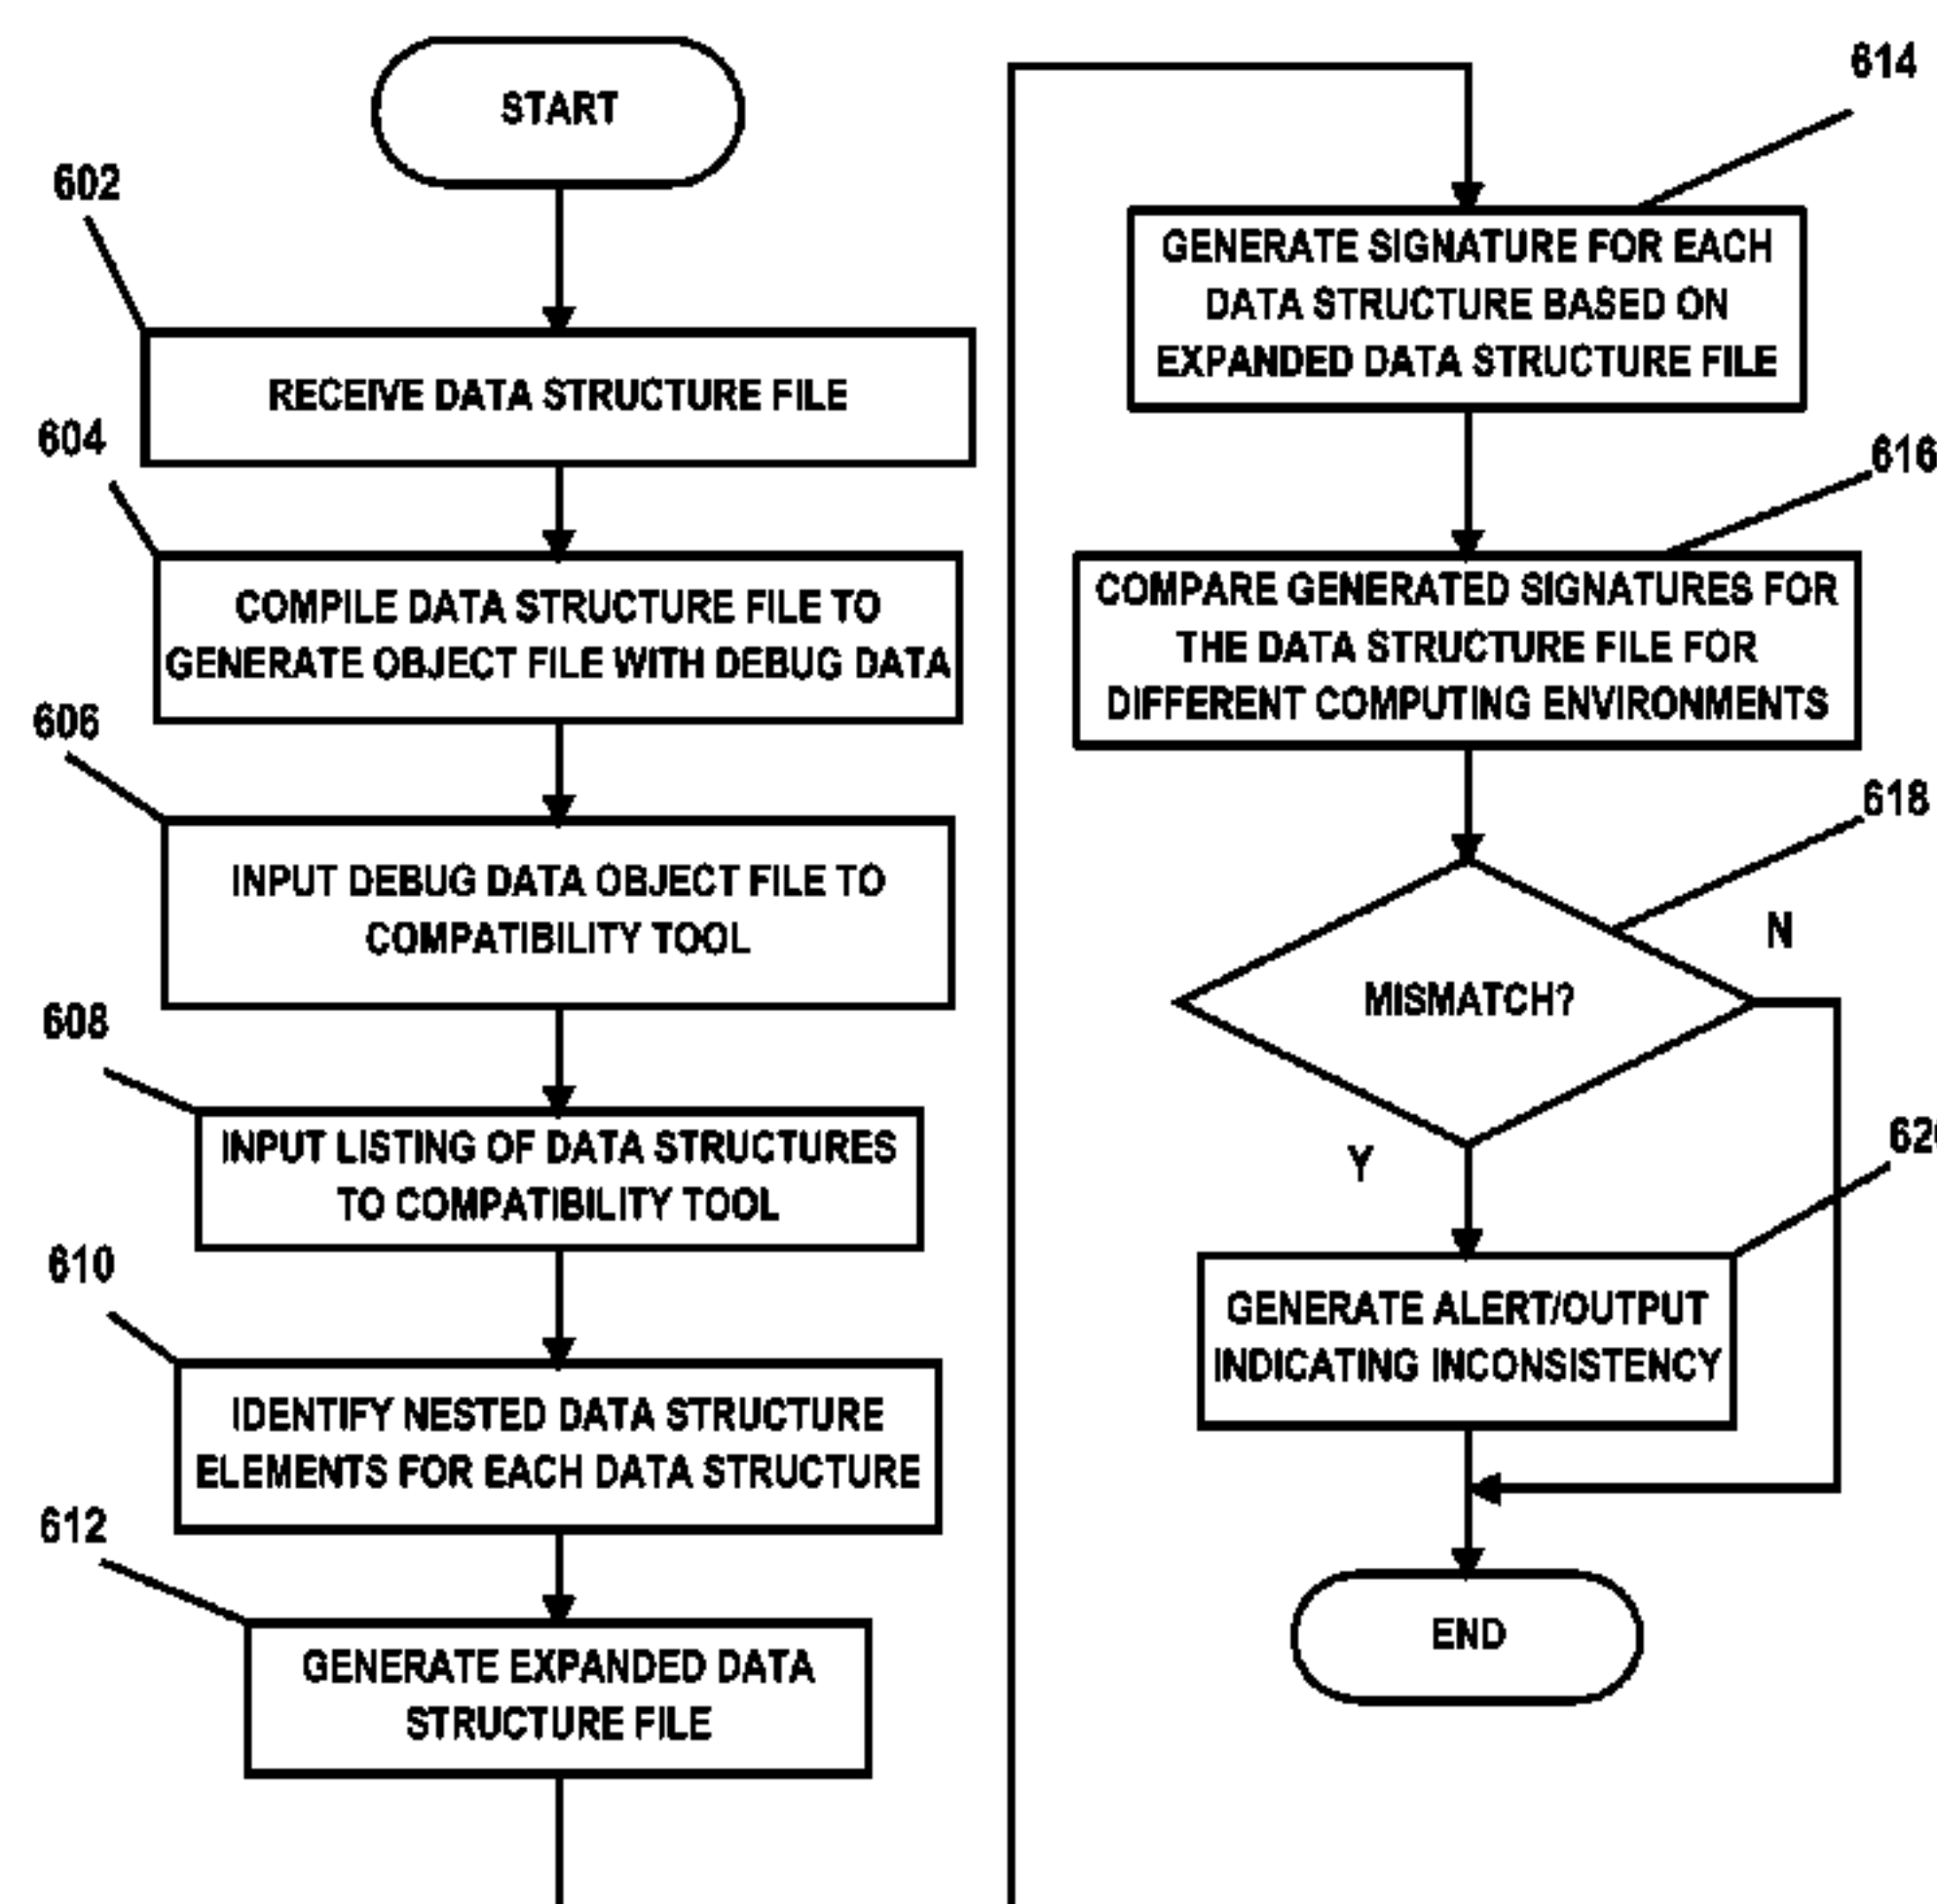 START
602
RECEIVE DATA STRUCTURE FILE
604
COMPILE DATA STRUCTURE FILE TO
GENERATE OBJECT FILE WITH DEBUG DATA
606
INPUT DEBUG DATA OBJECT FILE TO
COMPATIBILITY TOOL
608
INPUT LISTING OF DATA STRUCTURES
TO COMPATIBILITY TOOL
610
IDENTIFY NESTED DATA STRUCTURE
ELEMENTS FOR EACH DATA STRUCTURE
612
GENERATE EXPANDED DATA
STRUCTURE FILE
614
GENERATE SIGNATURE FOR EACH
DATA STRUCTURE BASED ON
EXPANDED DATA STRUCTURE FILE
616
COMPARE GENERATED SIGNATURES FOR
THE DATA STRUCTURE FILE FOR
DIFFERENT COMPUTING ENVIRONMENTS
618
N
MISMATCH?
Y
GENERATE ALERT/OUTPUT
INDICATING INCONSISTENCY
END